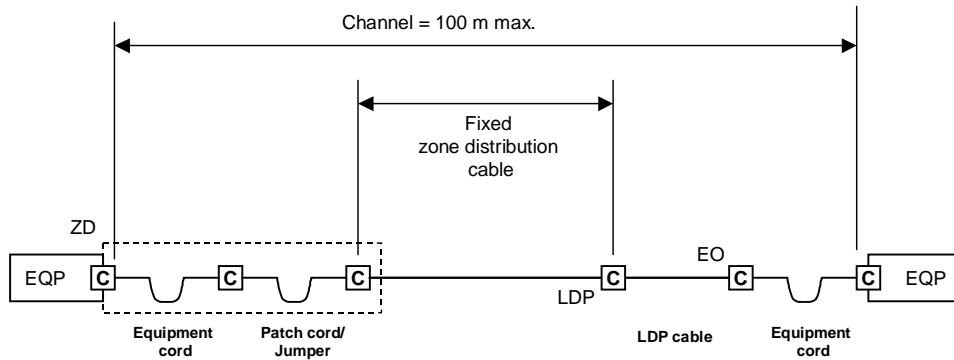 Channel = 100 m max.
Fixed
zone distribution
cable
ZD
EQP
C
C
C
LDP
C
EO
C
C
EQP
Equipment
cord
Patch cord/
Jumper
LDP cable
Equipment
cord